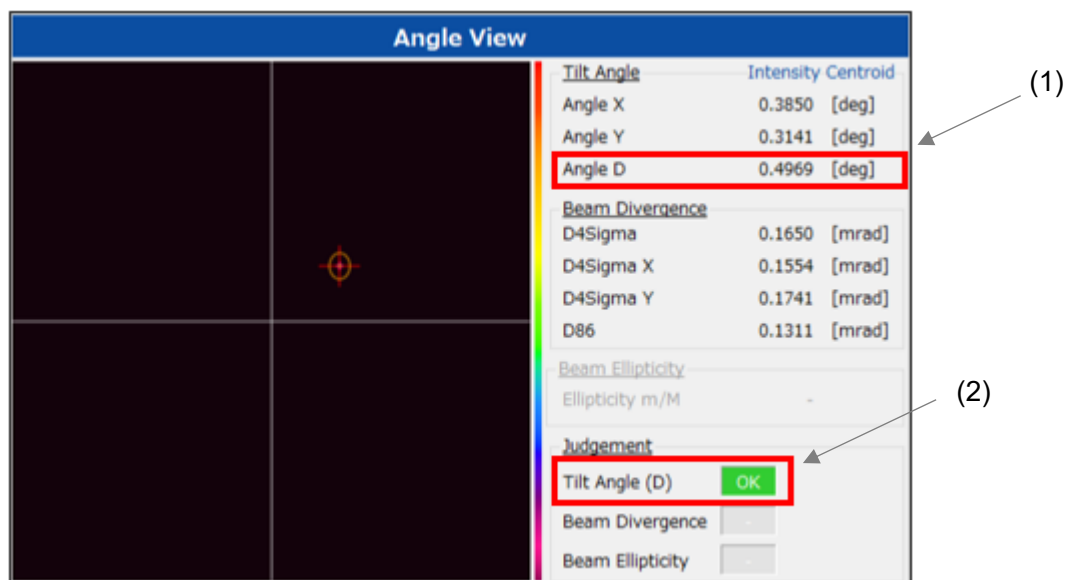 Angle View
Tilt Angle Intensity Centroid
Angle X 0.3850 [deg]
Angle Y 0.3141 [deg]
Angle D 0.4969 [deg]
(1)
Beam Divergence
D4Sigma 0.1650 [mrad]
D4Sigma X 0.1554 [mrad]
D4Sigma Y 0.1741 [mrad]
D86 0.1311 [mrad]
Beam Ellipticity
Ellipticity m/M -
(2)
Judgement
Tilt Angle (D) OK
Beam Divergence -
Beam Ellipticity -